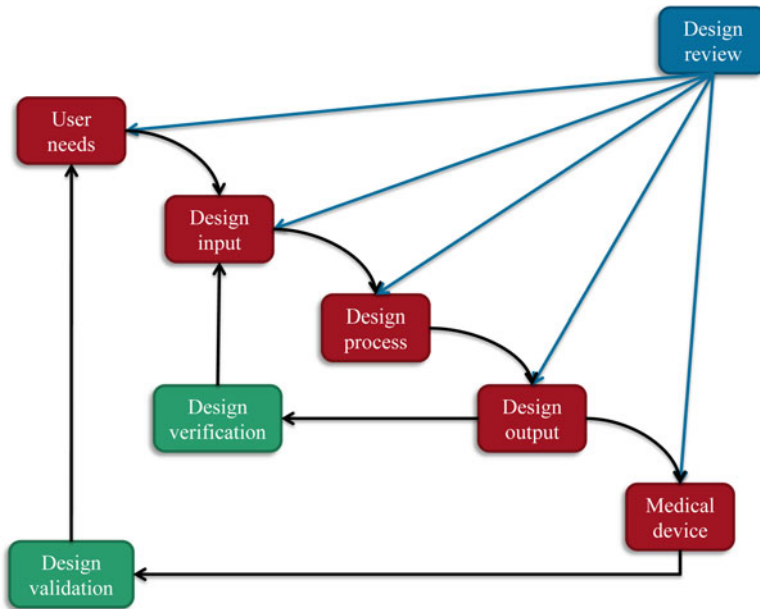 Design
review
User
needs
Design
input
Design
process
Design
verification
Design
output
Medical
device
Design
validation